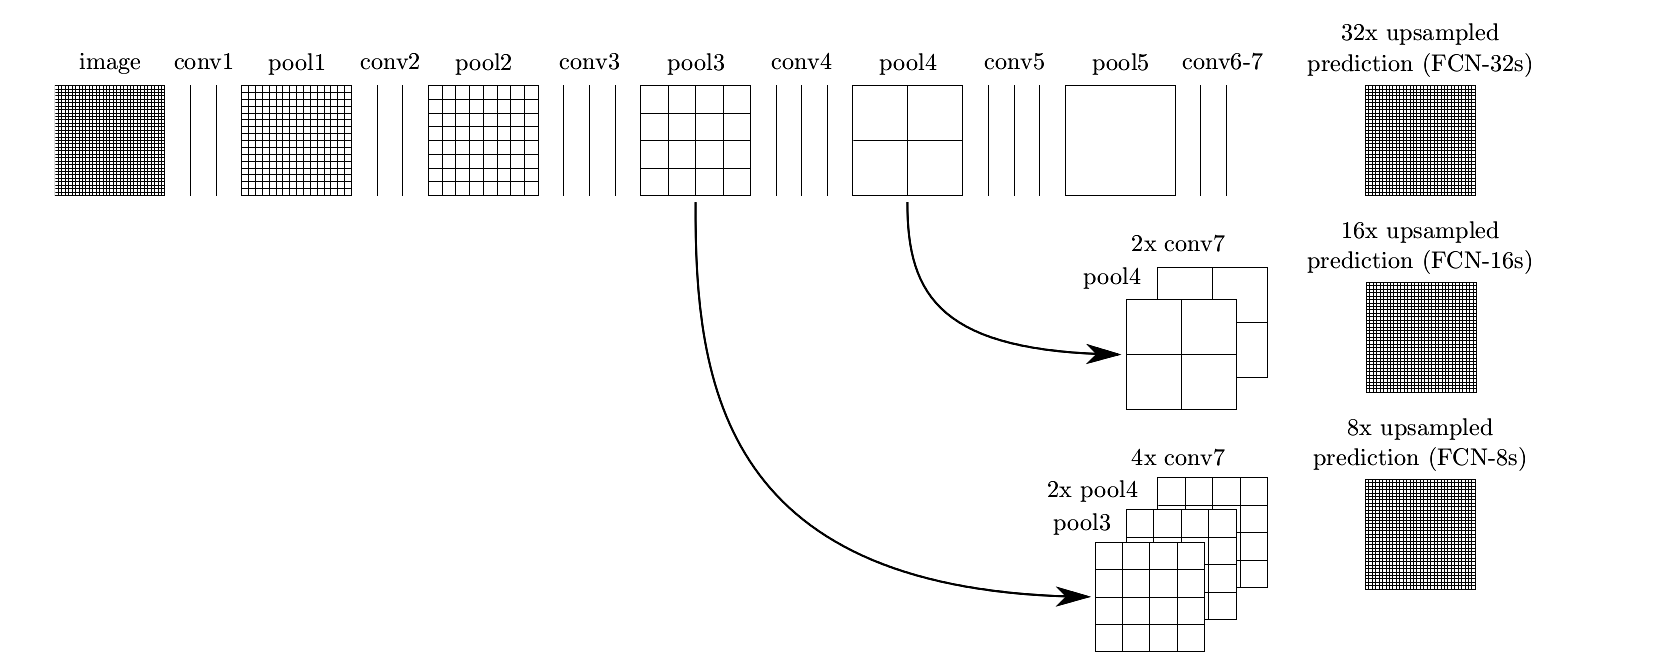 image
conv1
pool1
conv2
pool2
conv3
pool3
conv4
pool4
conv5
pool5
conv6-7
32x upsampled
prediction (FCN-32s)
16x upsampled
prediction (FCN-16s)
2x conv7
pool4
8x upsampled
prediction (FCN-8s)
4x conv7
2x pool4
pool3